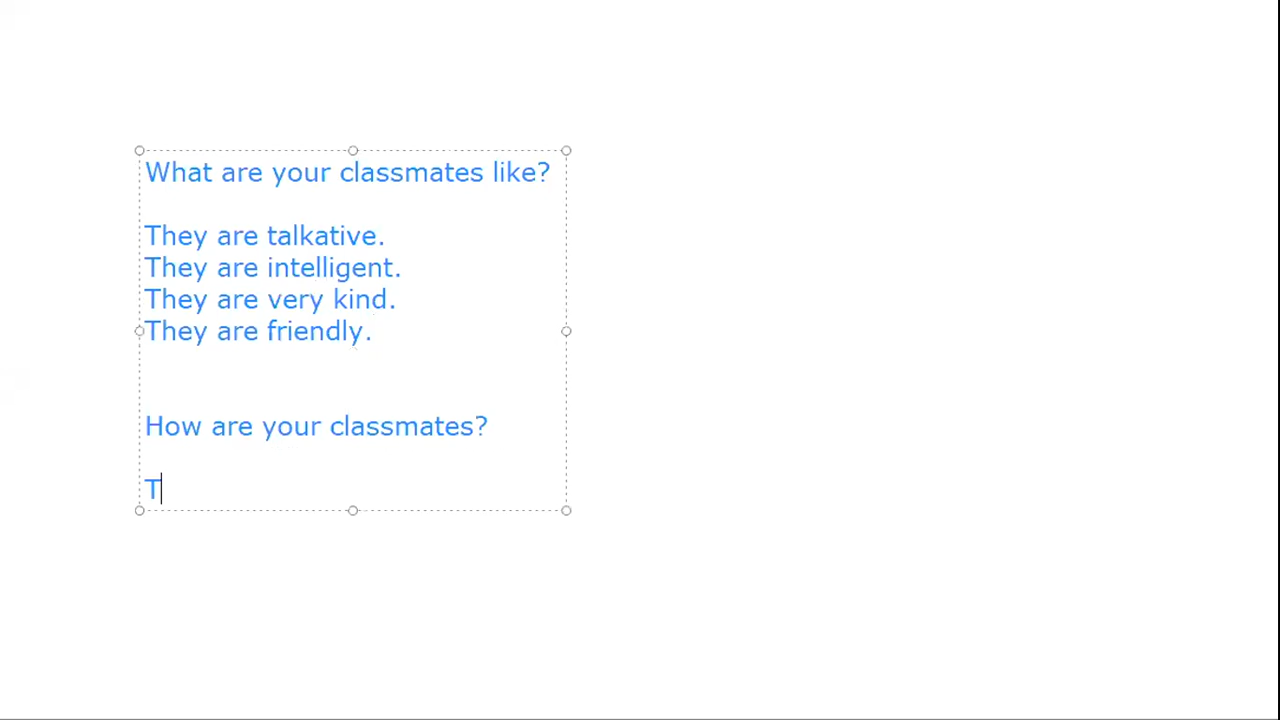 What are your classmates like?
They are talkative.
They are intelligent.
They are very kind.
They are friendly.
How are your classmates?
T